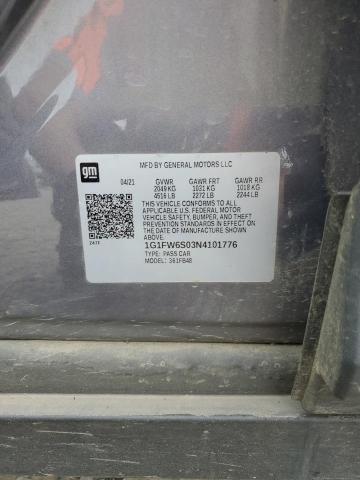 gm
MFD BY GENERAL MOTORS LLC
04/21 GVWR GAWR FRT GAWR RR
2049 KG 1031 KG 1018 KG
4516 LB 2272 LB 2244 LB
THIS VEHICLE CONFORMS TO ALL
APPLICABLE U.S. FEDERAL MOTOR
VEHICLE SAFETY, BUMPER, AND THEFT
PREVENTION STANDARDS IN EFFECT ON
THE DATE OF MANUFACTURE SHOWN
ABOVE.
1G1FW6S03N4101776
TYPE: PASS CAR
MODEL: 361FB48